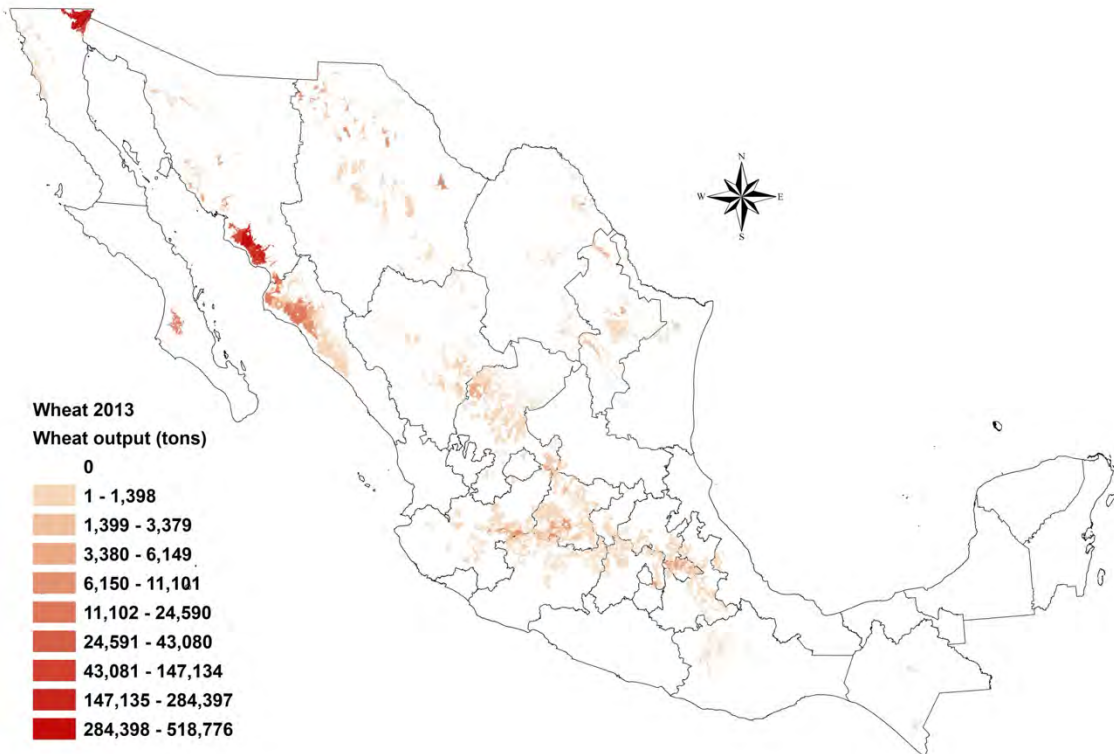 N
W E
S
Wheat 2013
Wheat output (tons)
0
1 - 1,398
1,399 - 3,379
3,380 - 6,149
6,150 - 11,101
11,102 - 24,590
24,591 - 43,080
43,081 - 147,134
147,135 - 284,397
284,398 - 518,776